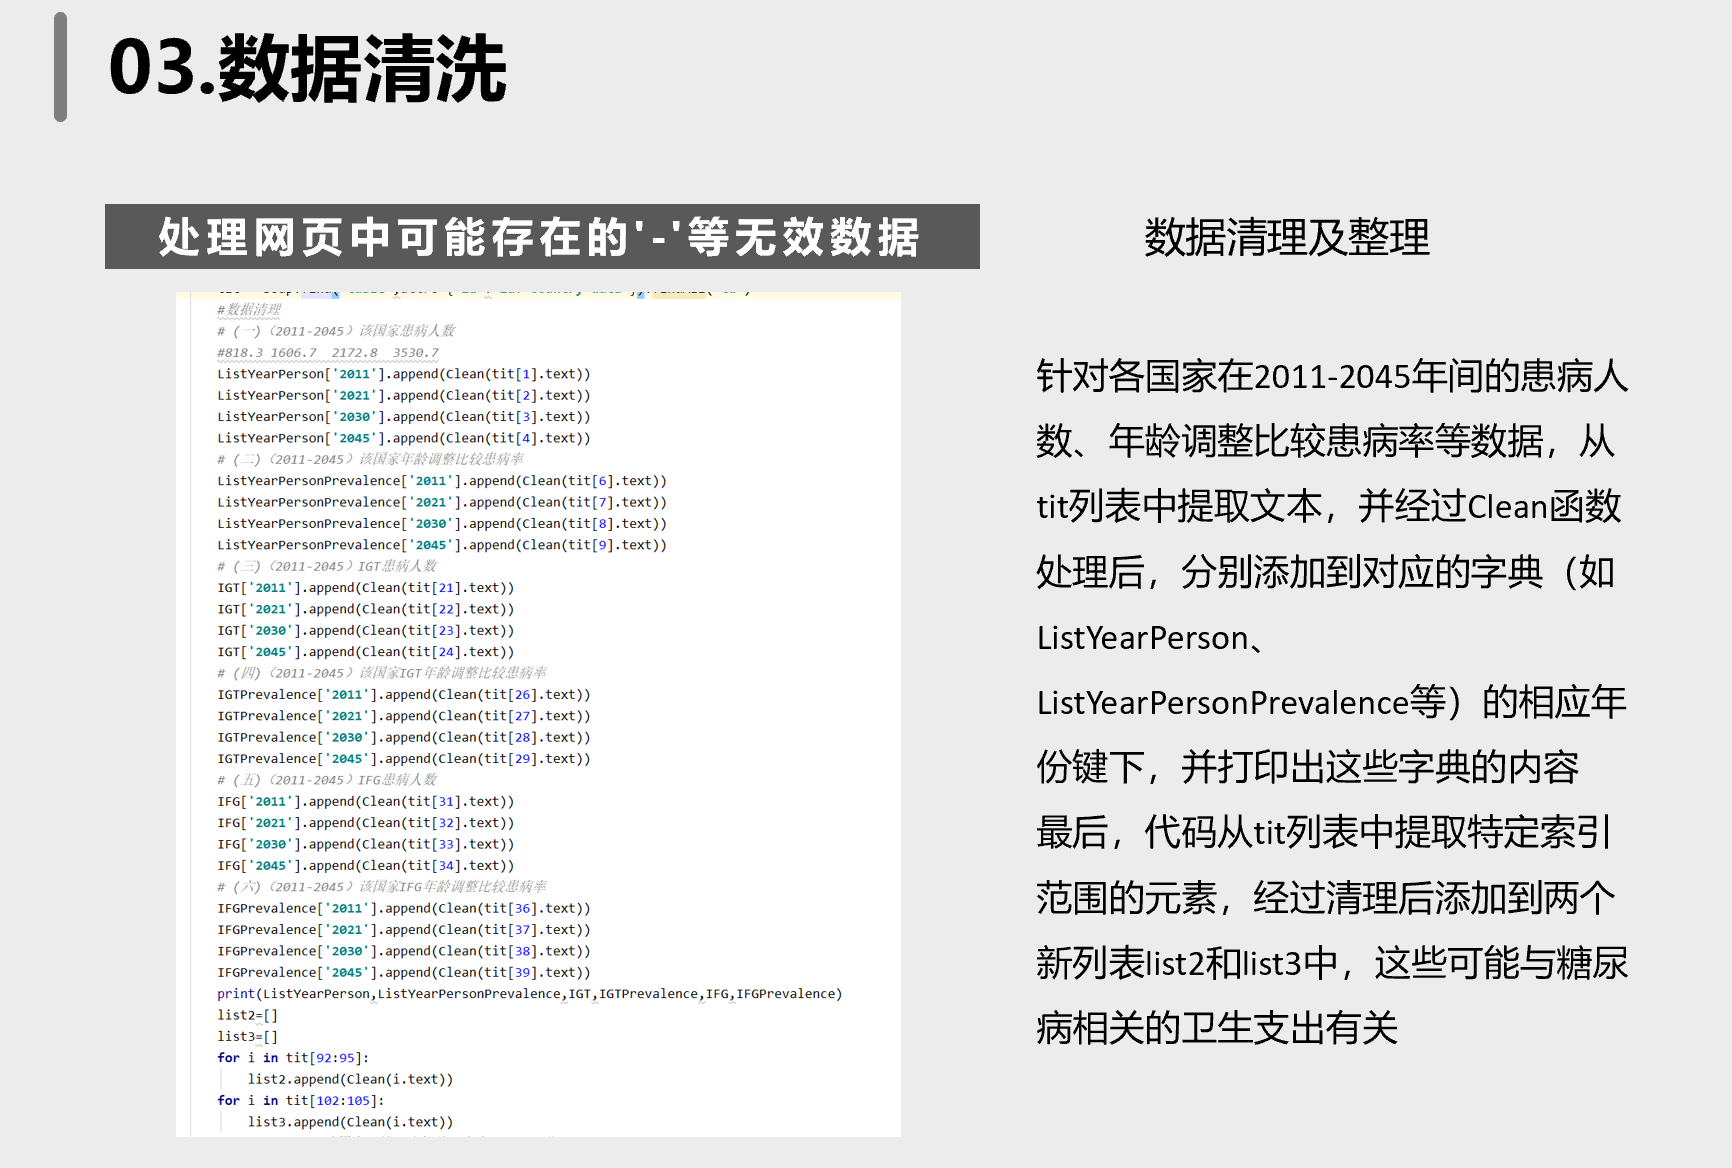 03.数据清洗
处理网页中可能存在的'-'等无效数据
#数据清理
# (一)（2011-2045）该国家患病人数
#818.3 1606.7  2172.8  3530.7
ListYearPerson['2011'].append(Clean(tit[1].text))
ListYearPerson['2021'].append(Clean(tit[2].text))
ListYearPerson['2030'].append(Clean(tit[3].text))
ListYearPerson['2045'].append(Clean(tit[4].text))
# (二)（2011-2045）该国家年龄调整比较患病率
ListYearPersonPrevalence['2011'].append(Clean(tit[6].text))
ListYearPersonPrevalence['2021'].append(Clean(tit[7].text))
ListYearPersonPrevalence['2030'].append(Clean(tit[8].text))
ListYearPersonPrevalence['2045'].append(Clean(tit[9].text))
# (三)（2011-2045）IGT患病人数
IGT['2011'].append(Clean(tit[21].text))
IGT['2021'].append(Clean(tit[22].text))
IGT['2030'].append(Clean(tit[23].text))
IGT['2045'].append(Clean(tit[24].text))
# (四)（2011-2045）该国家IGT年龄调整比较患病率
IGTPrevalence['2011'].append(Clean(tit[26].text))
IGTPrevalence['2021'].append(Clean(tit[27].text))
IGTPrevalence['2030'].append(Clean(tit[28].text))
IGTPrevalence['2045'].append(Clean(tit[29].text))
# (五)（2011-2045）IFG患病人数
IFG['2011'].append(Clean(tit[31].text))
IFG['2021'].append(Clean(tit[32].text))
IFG['2030'].append(Clean(tit[33].text))
IFG['2045'].append(Clean(tit[34].text))
# (六)（2011-2045）该国家IFG年龄调整比较患病率
IFGPrevalence['2011'].append(Clean(tit[36].text))
IFGPrevalence['2021'].append(Clean(tit[37].text))
IFGPrevalence['2030'].append(Clean(tit[38].text))
IFGPrevalence['2045'].append(Clean(tit[39].text))
print(ListYearPerson,ListYearPersonPrevalence,IGT,IGTPrevalence,IFG,IFGPrevalence)
list2=[]
list3=[]
for i in tit[92:95]:
    list2.append(Clean(i.text))
for i in tit[102:105]:
    list3.append(Clean(i.text))
数据清理及整理
针对各国家在2011-2045年间的患病人
数、年龄调整比较患病率等数据，从
tit列表中提取文本，并经过Clean函数
处理后，分别添加到对应的字典（如
ListYearPerson、
ListYearPersonPrevalence等）的相应年
份键下，并打印出这些字典的内容
最后，代码从tit列表中提取特定索引
范围的元素，经过清理后添加到两个
新列表list2和list3中，这些可能与糖尿
病相关的卫生支出有关